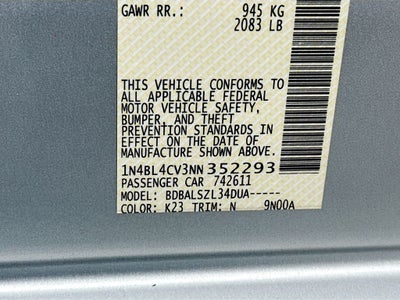 GAWR RR.: 945 KG
2083 LB
THIS VEHICLE CONFORMS TO
ALL APPLICABLE FEDERAL
MOTOR VEHICLE SAFETY,
BUMPER, AND THEFT
PREVENTION STANDARDS IN
EFFECT ON THE DATE OF
MANUFACTURE SHOWN ABOVE.
1N4BL4CV3NN352293
PASSENGER CAR 742611
MODEL: BDBALSZL34DUA-----
COLOR: K23 TRIM: N 9N00A